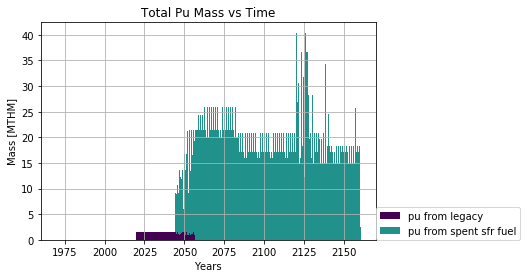 Total Pu Mass vs Time
Mass [MTHM]
40
35
30
25
20
15
10
5
0
1975 2000 2025 2050 2075 2100 2125 2150
Years
pu from legacy
pu from spent sfr fuel